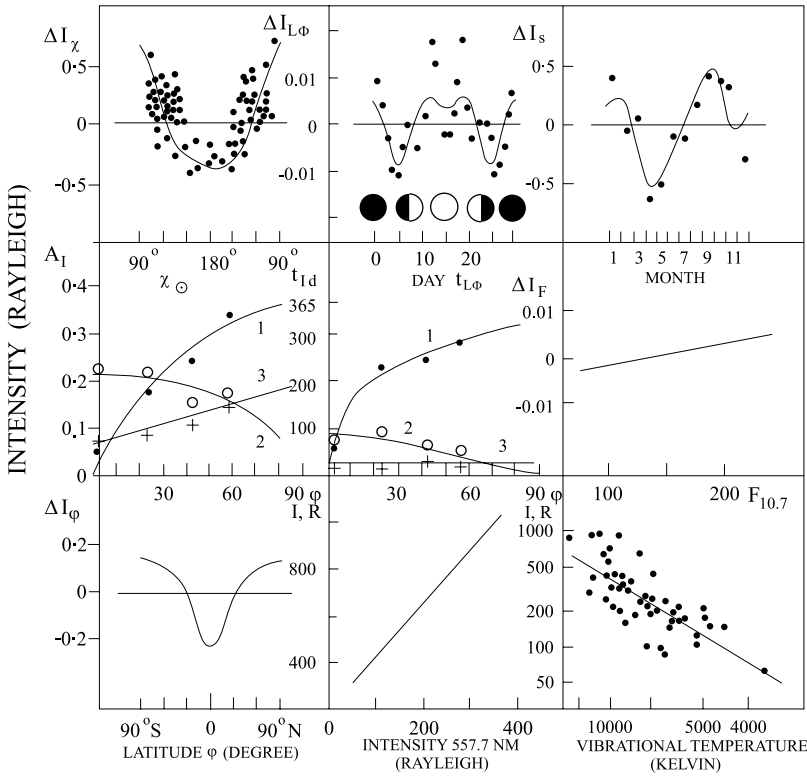 INTENSITY (RAYLEIGH)
ΔIχ
0·5
0
-0·5
90° 180° 90°
χ☉
ΔILΦ
0.01
0
-0.01
0 10 20
DAY tLΦ
ΔIs
0·5
0
-0·5
1 3 5 7 9 11
MONTH
AI
0·4
0·3
0·2
0.1
0
1
3
2
30 60 90 φ
tId
365
300
200
100
1
2
3
30 60 90 φ
ΔIF
0.01
0
-0.01
100 200 F10.7
ΔIφ
0·2
0
-0.2
90°S 0 90°N
LATITUDE φ (DEGREE)
I, R
800
400
0 200 400
INTENSITY 557.7 NM
(RAYLEIGH)
I, R
1000
500
200
100
50
10000 5000 4000
VIBRATIONAL TEMPERATURE
(KELVIN)